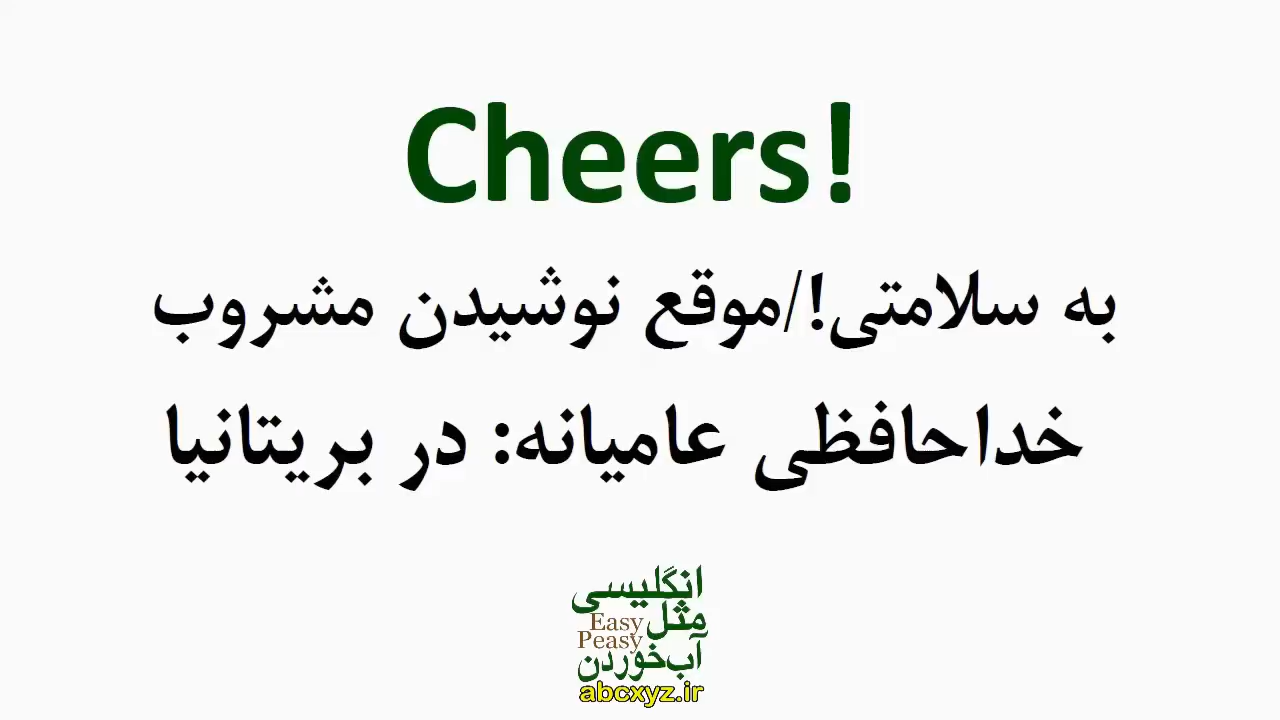 Cheers!
به سلامتی!/موقع نوشیدن مشروب
خداحافظی عامیانه: در بریتانیا
انگلیسی
مثل Easy
Peasy
آب‌خوردن
abcxyz.ir